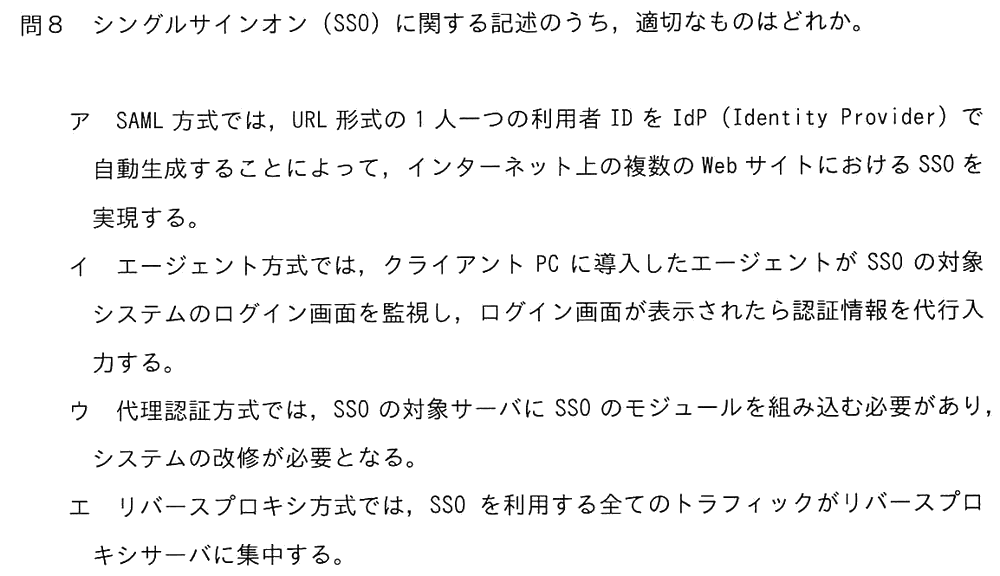 問８　シングルサインオン（SSO）に関する記述のうち，適切なものはどれか。
ア　SAML 方式では，URL 形式の１人一つの利用者 ID を IdP（Identity Provider）で
自動生成することによって，インターネット上の複数の Web サイトにおける SSO を
実現する。
イ　エージェント方式では，クライアント PC に導入したエージェントが SSO の対象
システムのログイン画面を監視し，ログイン画面が表示されたら認証情報を代行入
力する。
ウ　代理認証方式では，SSO の対象サーバに SSO のモジュールを組み込む必要があり，
システムの改修が必要となる。
エ　リバースプロキシ方式では，SSO を利用する全てのトラフィックがリバースプロ
キシサーバに集中する。